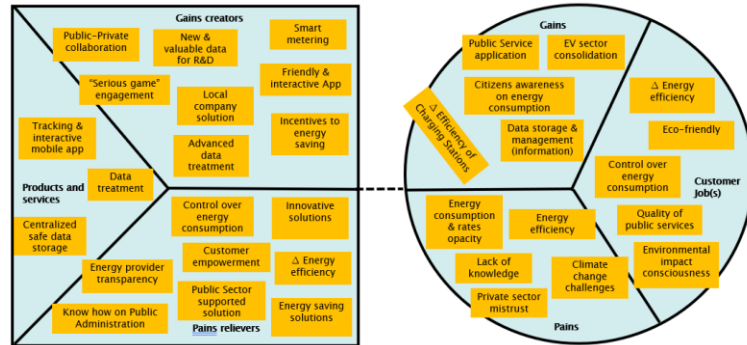 Gains creators
Public-Private
collaboration
New &
valuable data
for R&D
Smart
metering
"Serious game"
engagement
Local
company
solution
Friendly &
interactive App
Tracking &
interactive
mobile app
Advanced
data
treatment
Incentives to
energy
saving
Products and
services
Data
treatment
Centralized
safe data
storage
Control over
energy
consumption
Innovative
solutions
Customer
empowerment
Δ Energy
efficiency
Energy provider
transparency
Public Sector
supported
solution
Energy saving
solutions
Know how on Public
Administration
Pains relievers
Gains
Public Service
application
EV sector
consolidation
Citizens awareness
on energy
consumption
Δ Efficiency of
Charging Stations
Data storage &
management
(information)
Δ Energy
efficiency
Eco-friendly
Control over
energy
consumption
Customer
Job(s)
Quality of
public services
Environmental
impact
consciousness
Energy
consumption
& rates
opacity
Energy
efficiency
Lack of
knowledge
Climate
change
challenges
Private sector
mistrust
Pains